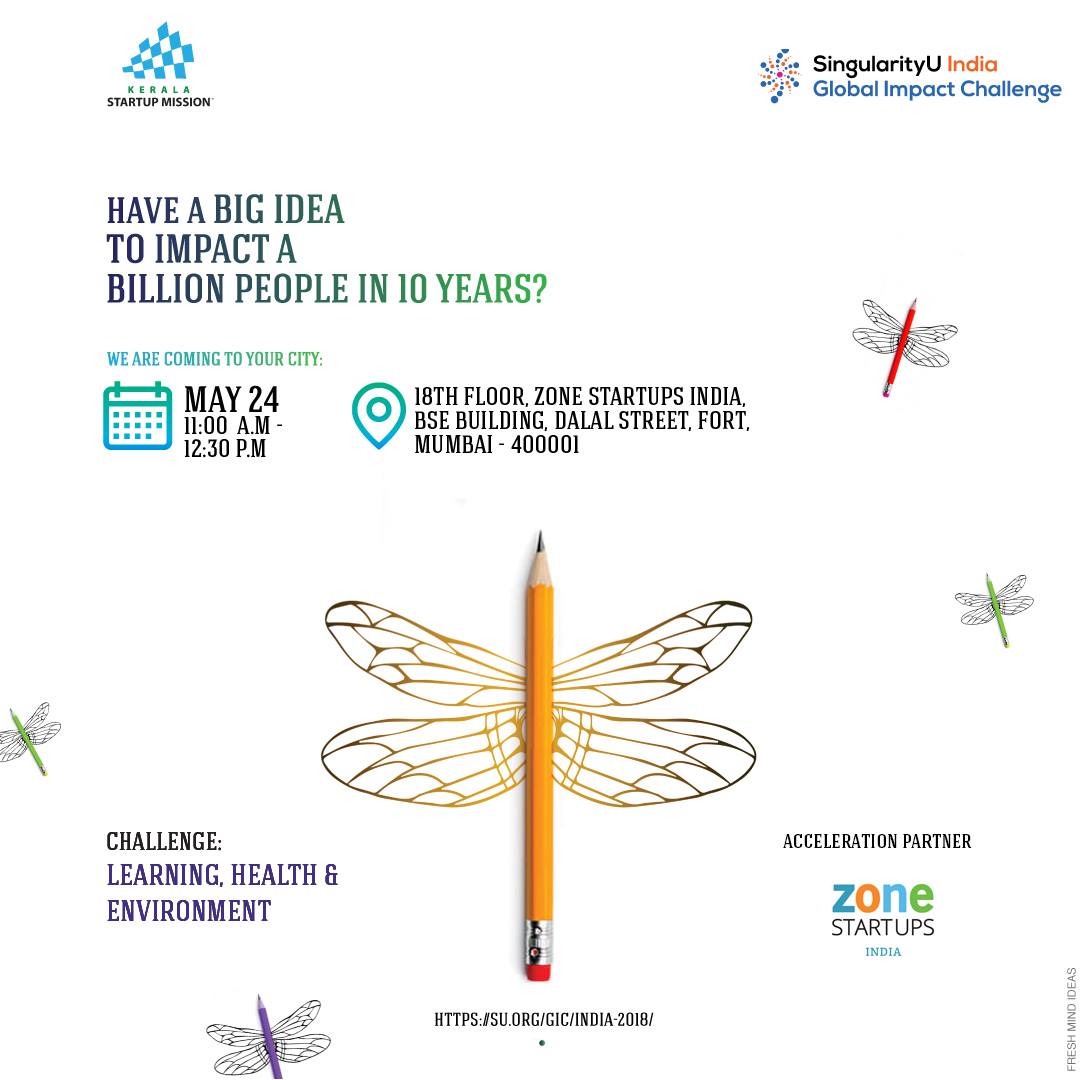 KERALA
STARTUP MISSION
SingularityU India
Global Impact Challenge
HAVE A BIG IDEA
TO IMPACT A
BILLION PEOPLE IN 10 YEARS?
WE ARE COMING TO YOUR CITY:
MAY 24
11:00 A.M -
12:30 P.M
18TH FLOOR, ZONE STARTUPS INDIA,
BSE BUILDING, DALAL STREET, FORT,
MUMBAI - 400001
CHALLENGE:
LEARNING, HEALTH &
ENVIRONMENT
ACCELERATION PARTNER
zone
STARTUPS
INDIA
HTTPS://SU.ORG/GIC/INDIA-2018/
FRESH MIND IDEAS